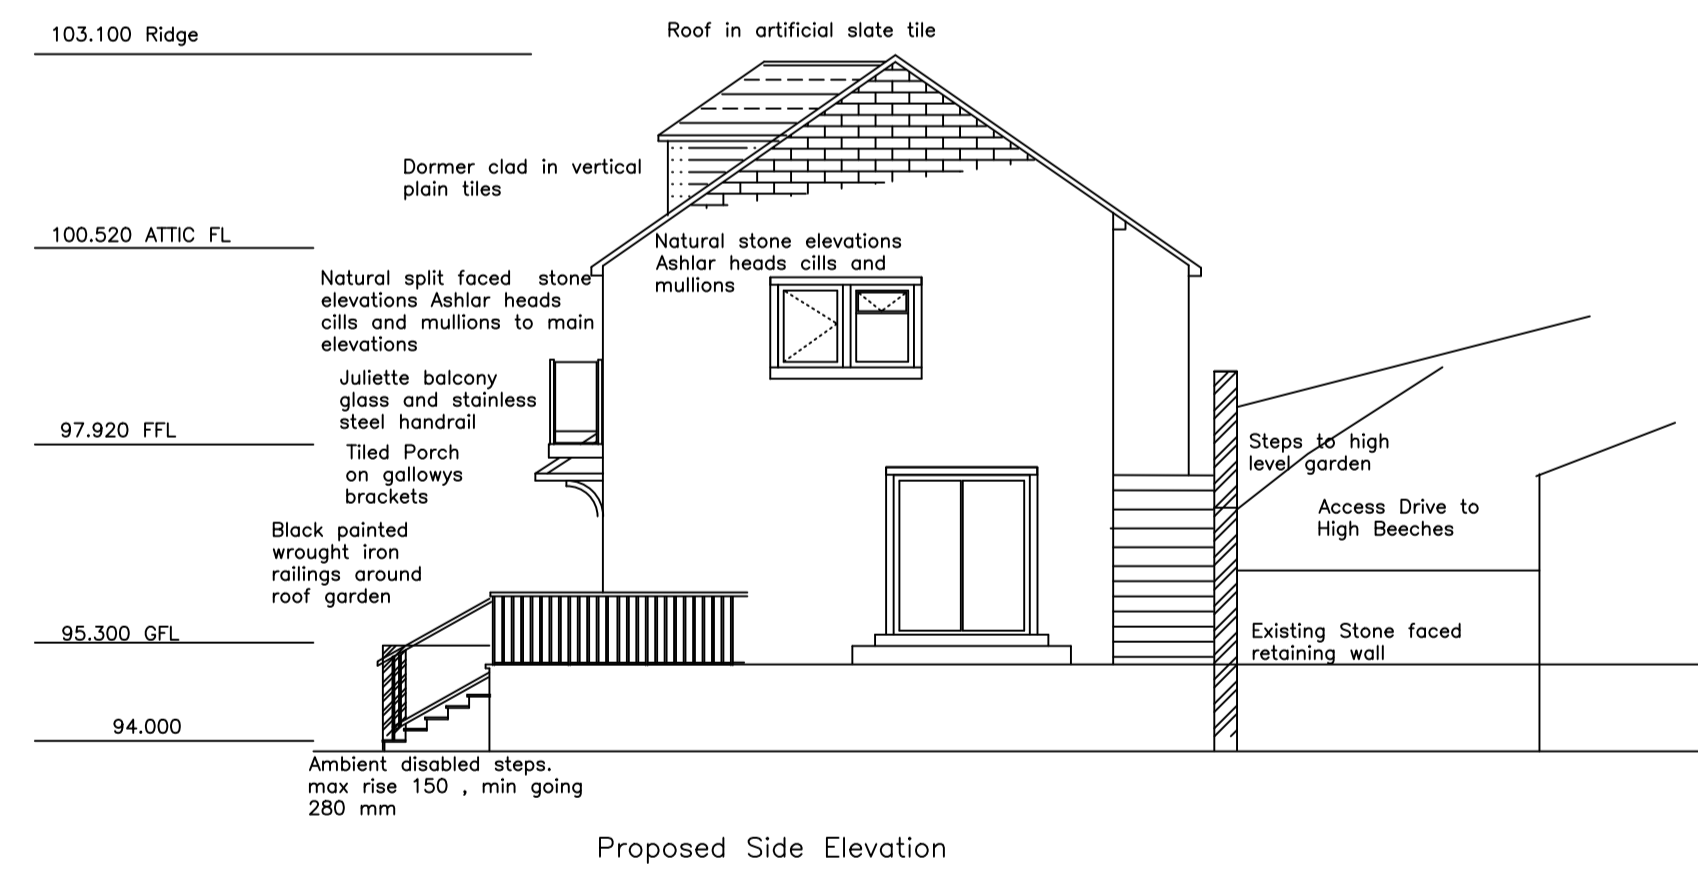 103.100 Ridge
Roof in artificial slate tile
Dormer clad in vertical
plain tiles
100.520 ATTIC FL
Natural stone elevations
Ashlar heads cills and
mullions
Natural split faced stone
elevations Ashlar heads
cills and mullions to main
elevations
Juliette balcony
glass and stainless
steel handrail
97.920 FFL
Tiled Porch
on gallowys
brackets
Steps to high
level garden
Access Drive to
High Beeches
Black painted
wrought iron
railings around
roof garden
95.300 GFL
Existing Stone faced
retaining wall
94.000
Ambient disabled steps.
max rise 150 , min going
280 mm
Proposed Side Elevation